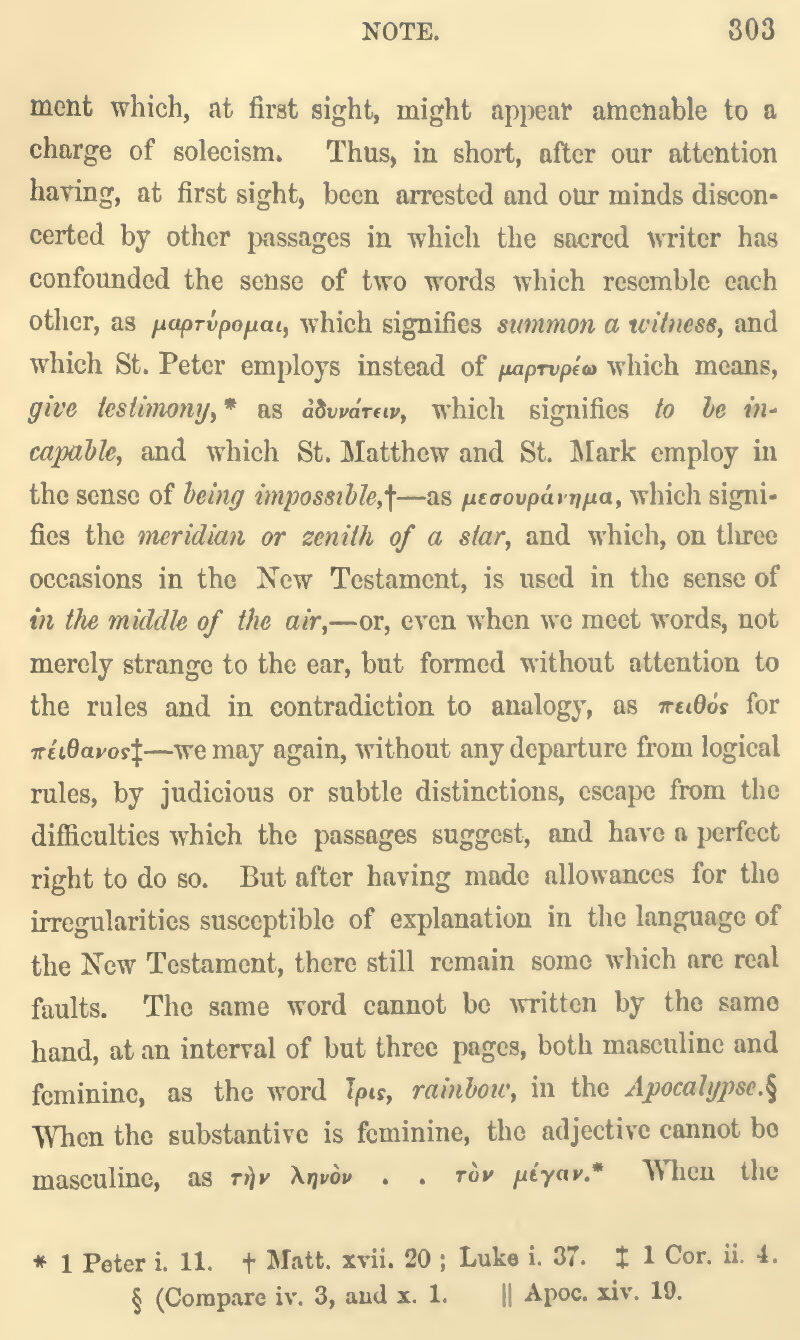 NOTE. 303
ment which, at first sight, might appear amenable to a
charge of solecism. Thus, in short, after our attention
having, at first sight, been arrested and our minds discon-
certed by other passages in which the sacred writer has
confounded the sense of two words which resemble each
other, as μαρτύρομαι, which signifies summon a witness, and
which St. Peter employs instead of μαρτυρέω which means,
give testimony,* as ἀδυνάτειν, which signifies to be in-
capable, and which St. Matthew and St. Mark employ in
the sense of being impossible,†—as μεσουράνημα, which signi-
fies the meridian or zenith of a star, and which, on three
occasions in the New Testament, is used in the sense of
in the middle of the air,—or, even when we meet words, not
merely strange to the ear, but formed without attention to
the rules and in contradiction to analogy, as πειθός for
πέιθανος‡—we may again, without any departure from logical
rules, by judicious or subtle distinctions, escape from the
difficulties which the passages suggest, and have a perfect
right to do so. But after having made allowances for the
irregularities susceptible of explanation in the language of
the New Testament, there still remain some which are real
faults. The same word cannot be written by the same
hand, at an interval of but three pages, both masculine and
feminine, as the word Ἶρις, rainbow, in the Apocalypse.§
When the substantive is feminine, the adjective cannot be
masculine, as τὴν ληνὸν . . τὸν μέγαν.* When the
* 1 Peter i. 11. † Matt. xvii. 20 ; Luke i. 37. ‡ 1 Cor. ii. 4.
§ (Compare iv. 3, and x. 1. || Apoc. xiv. 19.